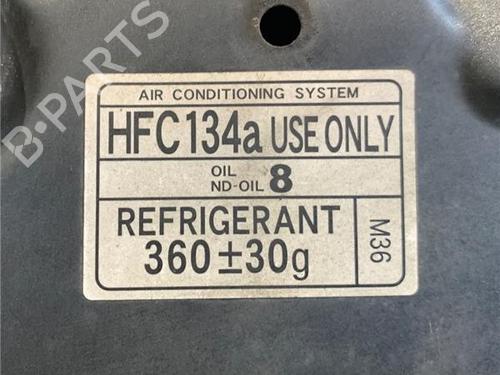 B·PARTS
AIR CONDITIONING SYSTEM
HFC134a USE ONLY
OIL
ND-OIL 8
REFRIGERANT
360±30g
M36